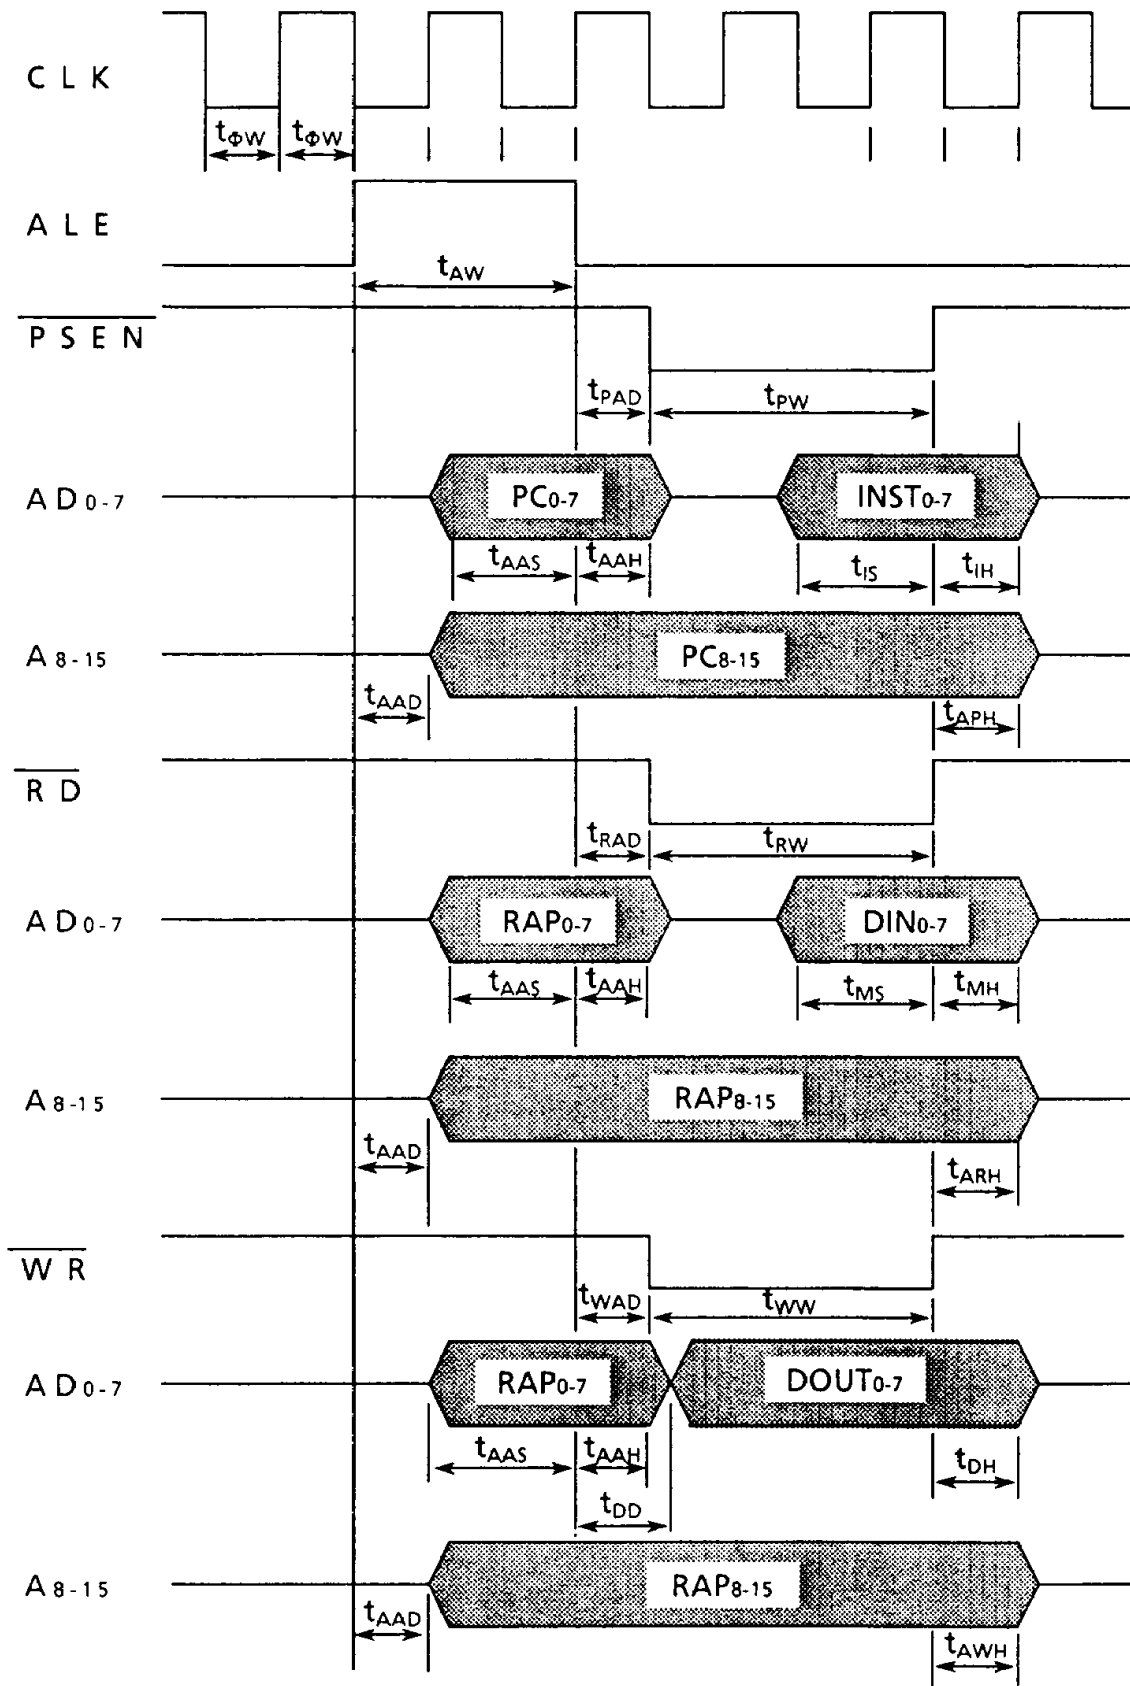 CLK
tΦW tΦW
ALE
tAW
PSEN
tPAD tPW
AD0-7 PC0-7 INST0-7
tAAS tAAH tIS tIH
A8-15 PC8-15
tAAD tAPH
RD
tRAD tRW
AD0-7 RAP0-7 DIN0-7
tAAS tAAH tMS tMH
A8-15 RAP8-15
tAAD tARH
WR
tWAD tWW
AD0-7 RAP0-7 DOUT0-7
tAAS tAAH tDH
tDD
A8-15 RAP8-15
tAAD tAWH